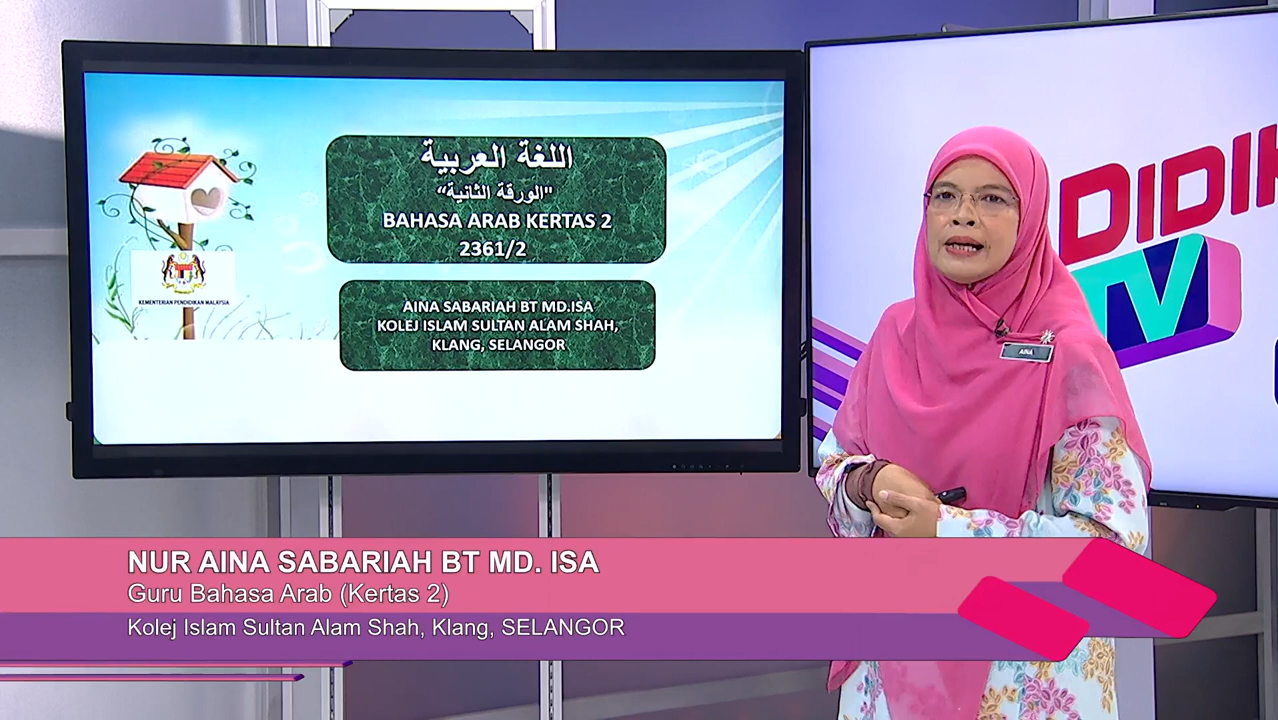 اللغة العربية
"الورقة الثانية“
BAHASA ARAB KERTAS 2
2361/2
KEMENTERIAN PENDIDIKAN MALAYSIA
AINA SABARIAH BT MD.ISA
KOLEJ ISLAM SULTAN ALAM SHAH,
KLANG, SELANGOR
DIDIK
TV
AINA
NUR AINA SABARIAH BT MD. ISA
Guru Bahasa Arab (Kertas 2)
Kolej Islam Sultan Alam Shah, Klang, SELANGOR